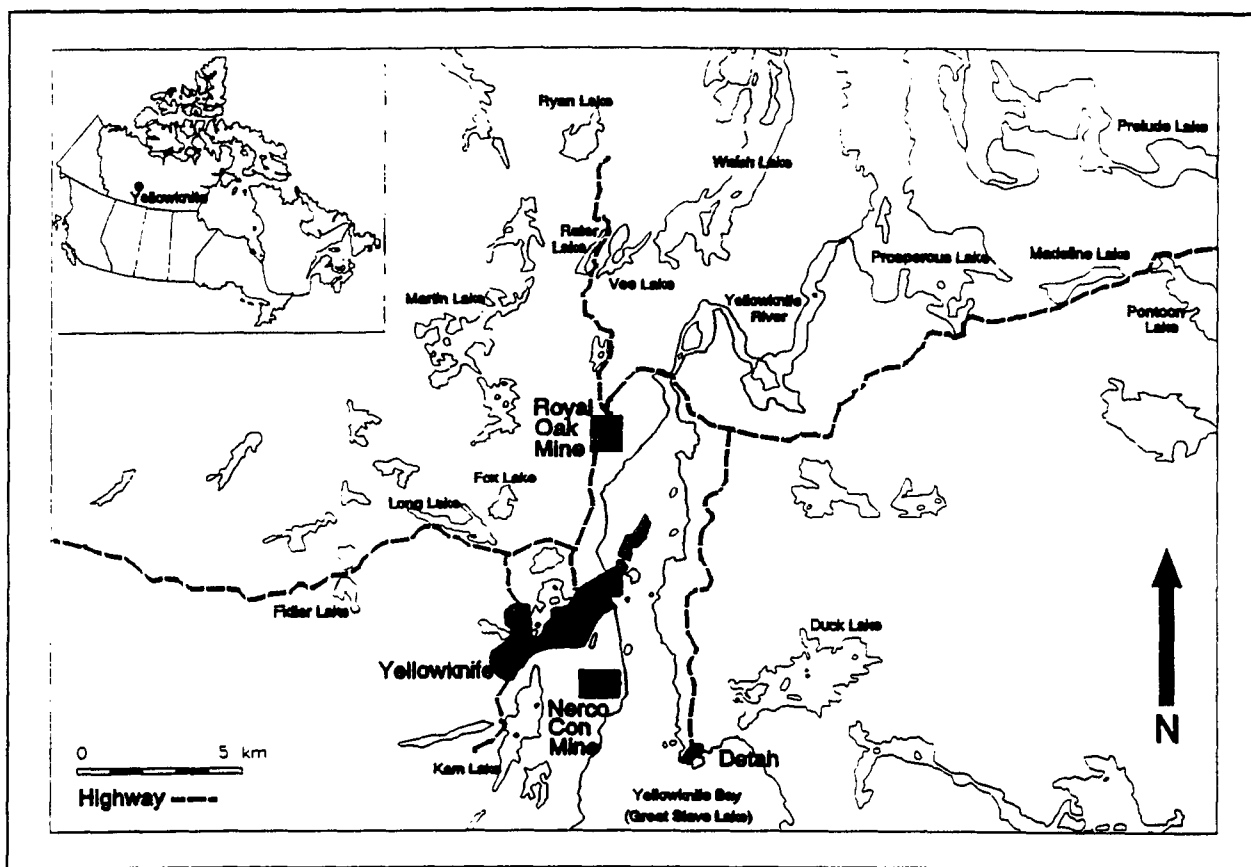 Ryan Lake
Prelude Lake
Walsh Lake
Yellowknife
Rater
Lake
Prosperous Lake
Madeline Lake
Vee Lake
Martin Lake
Yellowknife
River
Pontoon
Lake
Royal
Oak
Mine
Fox Lake
Long Lake
Fidler Lake
Duck Lake
Yellowknife
Nerco
Con
Mine
N
0 5 km
Kam Lake
Detah
Highway
Yellowknife Bay
(Great Slave Lake)